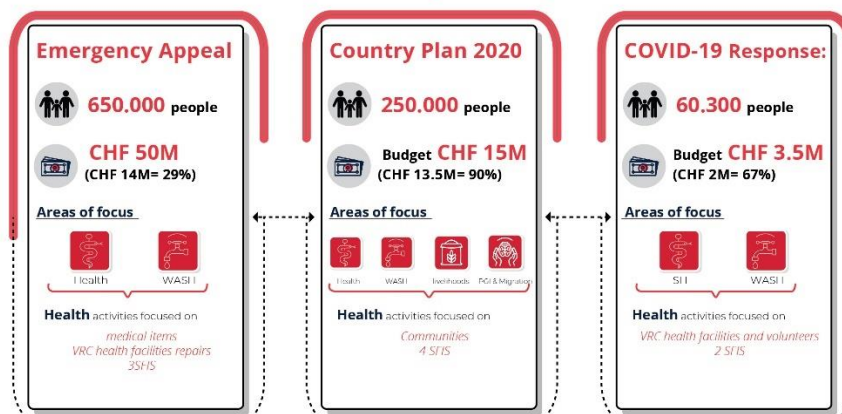 Emergency Appeal
650.000 people
CHF 50M
(CHF 14M= 29%)
Areas of focus
Health
WASH
Health activities focused on
medical items
VRC health facilities repairs
3SFIS
Country Plan 2020
250.000 people
Budget CHF 15M
(CHF 13.5M= 90%)
Areas of focus
Health
WASH
livelihoods
PGI & Migration
Health activities focused on
Communities
4 SFIS
COVID-19 Response:
60.300 people
Budget CHF 3.5M
(CHF 2M= 67%)
Areas of focus
WASH
Health activities focused on
VRC health facilities and volunteers
2 SFIS